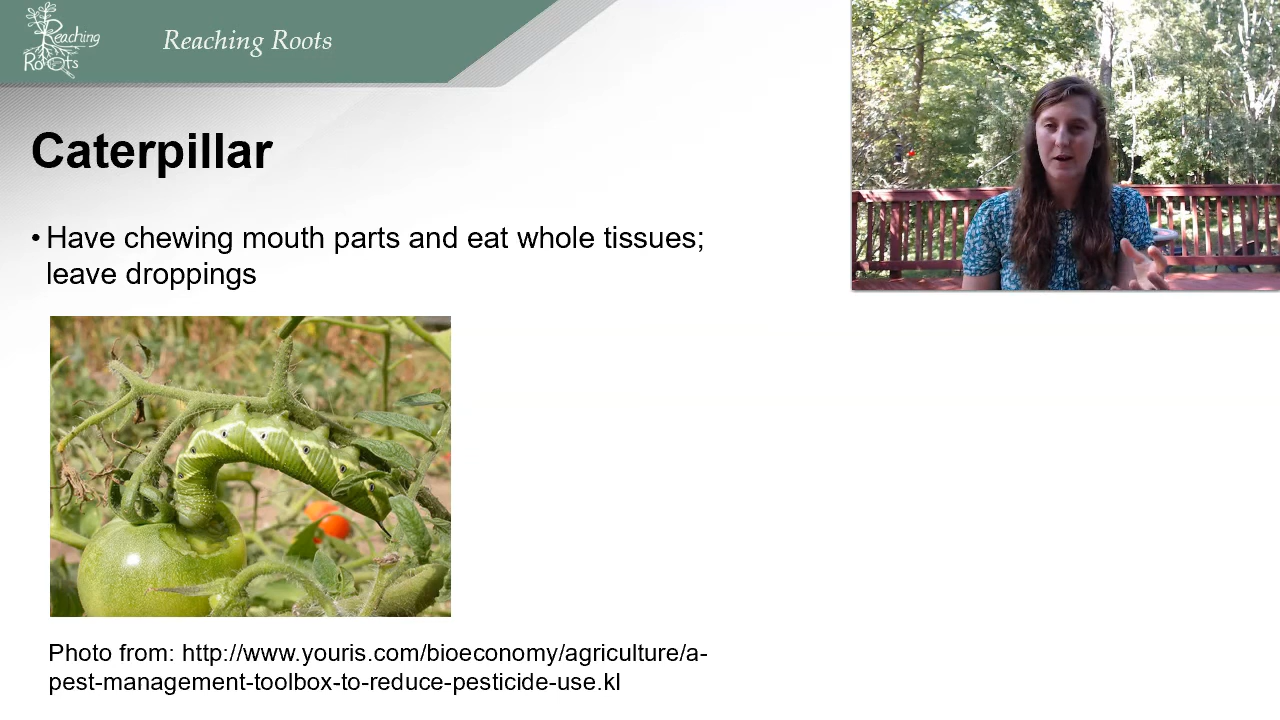 Reaching
Roots
Reaching Roots
Caterpillar
• Have chewing mouth parts and eat whole tissues;
leave droppings
Photo from: http://www.youris.com/bioeconomy/agriculture/a-
pest-management-toolbox-to-reduce-pesticide-use.kl